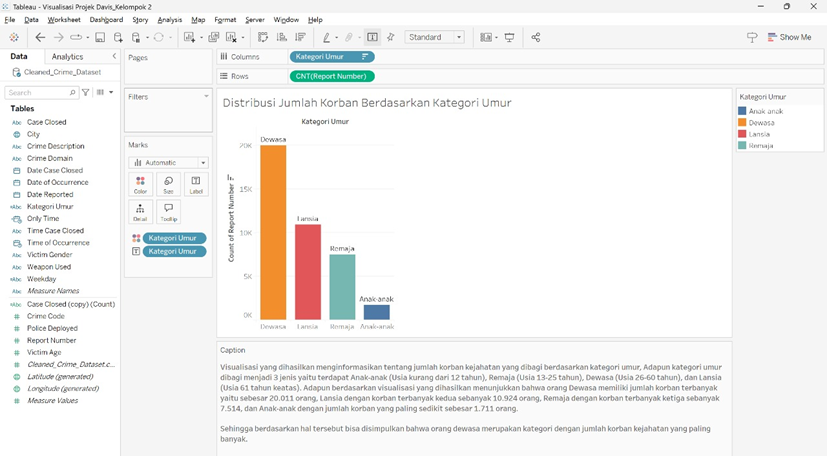 Tableau - Visualisasi Projek Davis_Kelompok 2
File Data Worksheet Dashboard Story Analysis Map Format Server Window Help
Standard
Show Me
Data Analytics
Cleaned_Crime_Dataset
Search
Tables
Abc Case Closed
City
Abc Crime Description
Abc Crime Domain
Date Case Closed
Date of Occurrence
Date Reported
Abc Kategori Umur
Only Time
Abc Time Case Closed
Time of Occurrence
Abc Victim Gender
Abc Weapon Used
Abc Weekday
Abc Measure Names
Abc Case Closed (copy) (Count)
# Crime Code
# Police Deployed
# Report Number
# Victim Age
# Cleaned_Crime_Dataset.c...
Latitude (generated)
Longitude (generated)
# Measure Values
Pages
Filters
Marks
Automatic
Color Size Label
Detail Tooltip
Kategori Umur
Kategori Umur
Columns Kategori Umur
Rows CNT(Report Number)
Distribusi Jumlah Korban Berdasarkan Kategori Umur
Kategori Umur
Count of Report Number
20K
15K
10K
5K
0K
Dewasa
Lansia
Remaja
Anak-anak
Dewasa Lansia Remaja Anak-anak
Kategori Umur
Anak-anak
Dewasa
Lansia
Remaja
Caption
Visualisasi yang dihasilkan menginformasikan tentang jumlah korban kejahatan yang dibagi berdasarkan kategori umur, Adapun kategori umur
dibagi menjadi 3 jenis yaitu terdapat Anak-anak (Usia kurang dari 12 tahun), Remaja (Usia 13-25 tahun), Dewasa (Usia 26-60 tahun), dan Lansia
(Usia 61 tahun keatas). Adapun berdasarkan visualisasi yang dihasilkan menunjukkan bahwa orang Dewasa memiliki jumlah korban terbanyak
yaitu sebesar 20.011 orang, Lansia dengan korban terbanyak kedua sebanyak 10.924 orang, Remaja dengan korban terbanyak ketiga sebanyak
7.514, dan Anak-anak dengan jumlah korban yang paling sedikit sebesar 1.711 orang.
Sehingga berdasarkan hal tersebut bisa disimpulkan bahwa orang dewasa merupakan kategori dengan jumlah korban kejahatan yang paling
banyak.